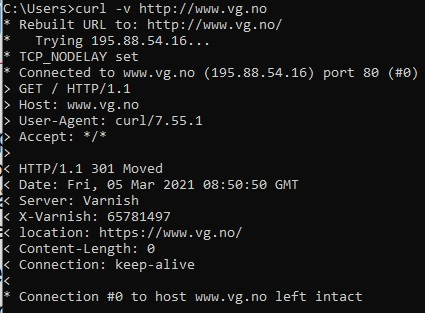 C:\Users>curl -v http://www.vg.no
* Rebuilt URL to: http://www.vg.no/
*   Trying 195.88.54.16...
* TCP_NODELAY set
* Connected to www.vg.no (195.88.54.16) port 80 (#0)
> GET / HTTP/1.1
> Host: www.vg.no
> User-Agent: curl/7.55.1
> Accept: */*
>
< HTTP/1.1 301 Moved
< Date: Fri, 05 Mar 2021 08:50:50 GMT
< Server: Varnish
< X-Varnish: 65781497
< location: https://www.vg.no/
< Content-Length: 0
< Connection: keep-alive
<
* Connection #0 to host www.vg.no left intact